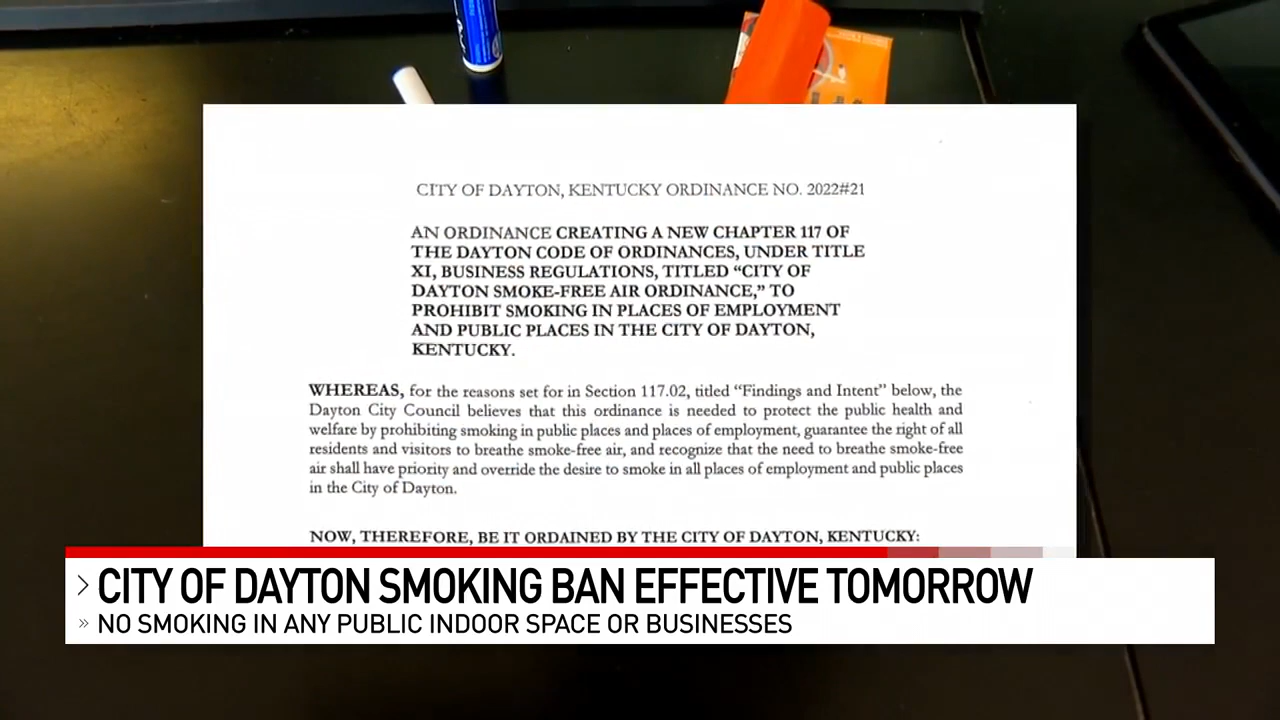 CITY OF DAYTON, KENTUCKY ORDINANCE NO. 2022#21
AN ORDINANCE CREATING A NEW CHAPTER 117 OF
THE DAYTON CODE OF ORDINANCES, UNDER TITLE
XI, BUSINESS REGULATIONS, TITLED “CITY OF
DAYTON SMOKE-FREE AIR ORDINANCE,” TO
PROHIBIT SMOKING IN PLACES OF EMPLOYMENT
AND PUBLIC PLACES IN THE CITY OF DAYTON,
KENTUCKY.
WHEREAS, for the reasons set for in Section 117.02, titled “Findings and Intent” below, the
Dayton City Council believes that this ordinance is needed to protect the public health and
welfare by prohibiting smoking in public places and places of employment, guarantee the right of all
residents and visitors to breathe smoke-free air, and recognize that the need to breathe smoke-free
air shall have priority and override the desire to smoke in all places of employment and public places
in the City of Dayton.
NOW, THEREFORE, BE IT ORDAINED BY THE CITY OF DAYTON, KENTUCKY:
CITY OF DAYTON SMOKING BAN EFFECTIVE TOMORROW
NO SMOKING IN ANY PUBLIC INDOOR SPACE OR BUSINESSES